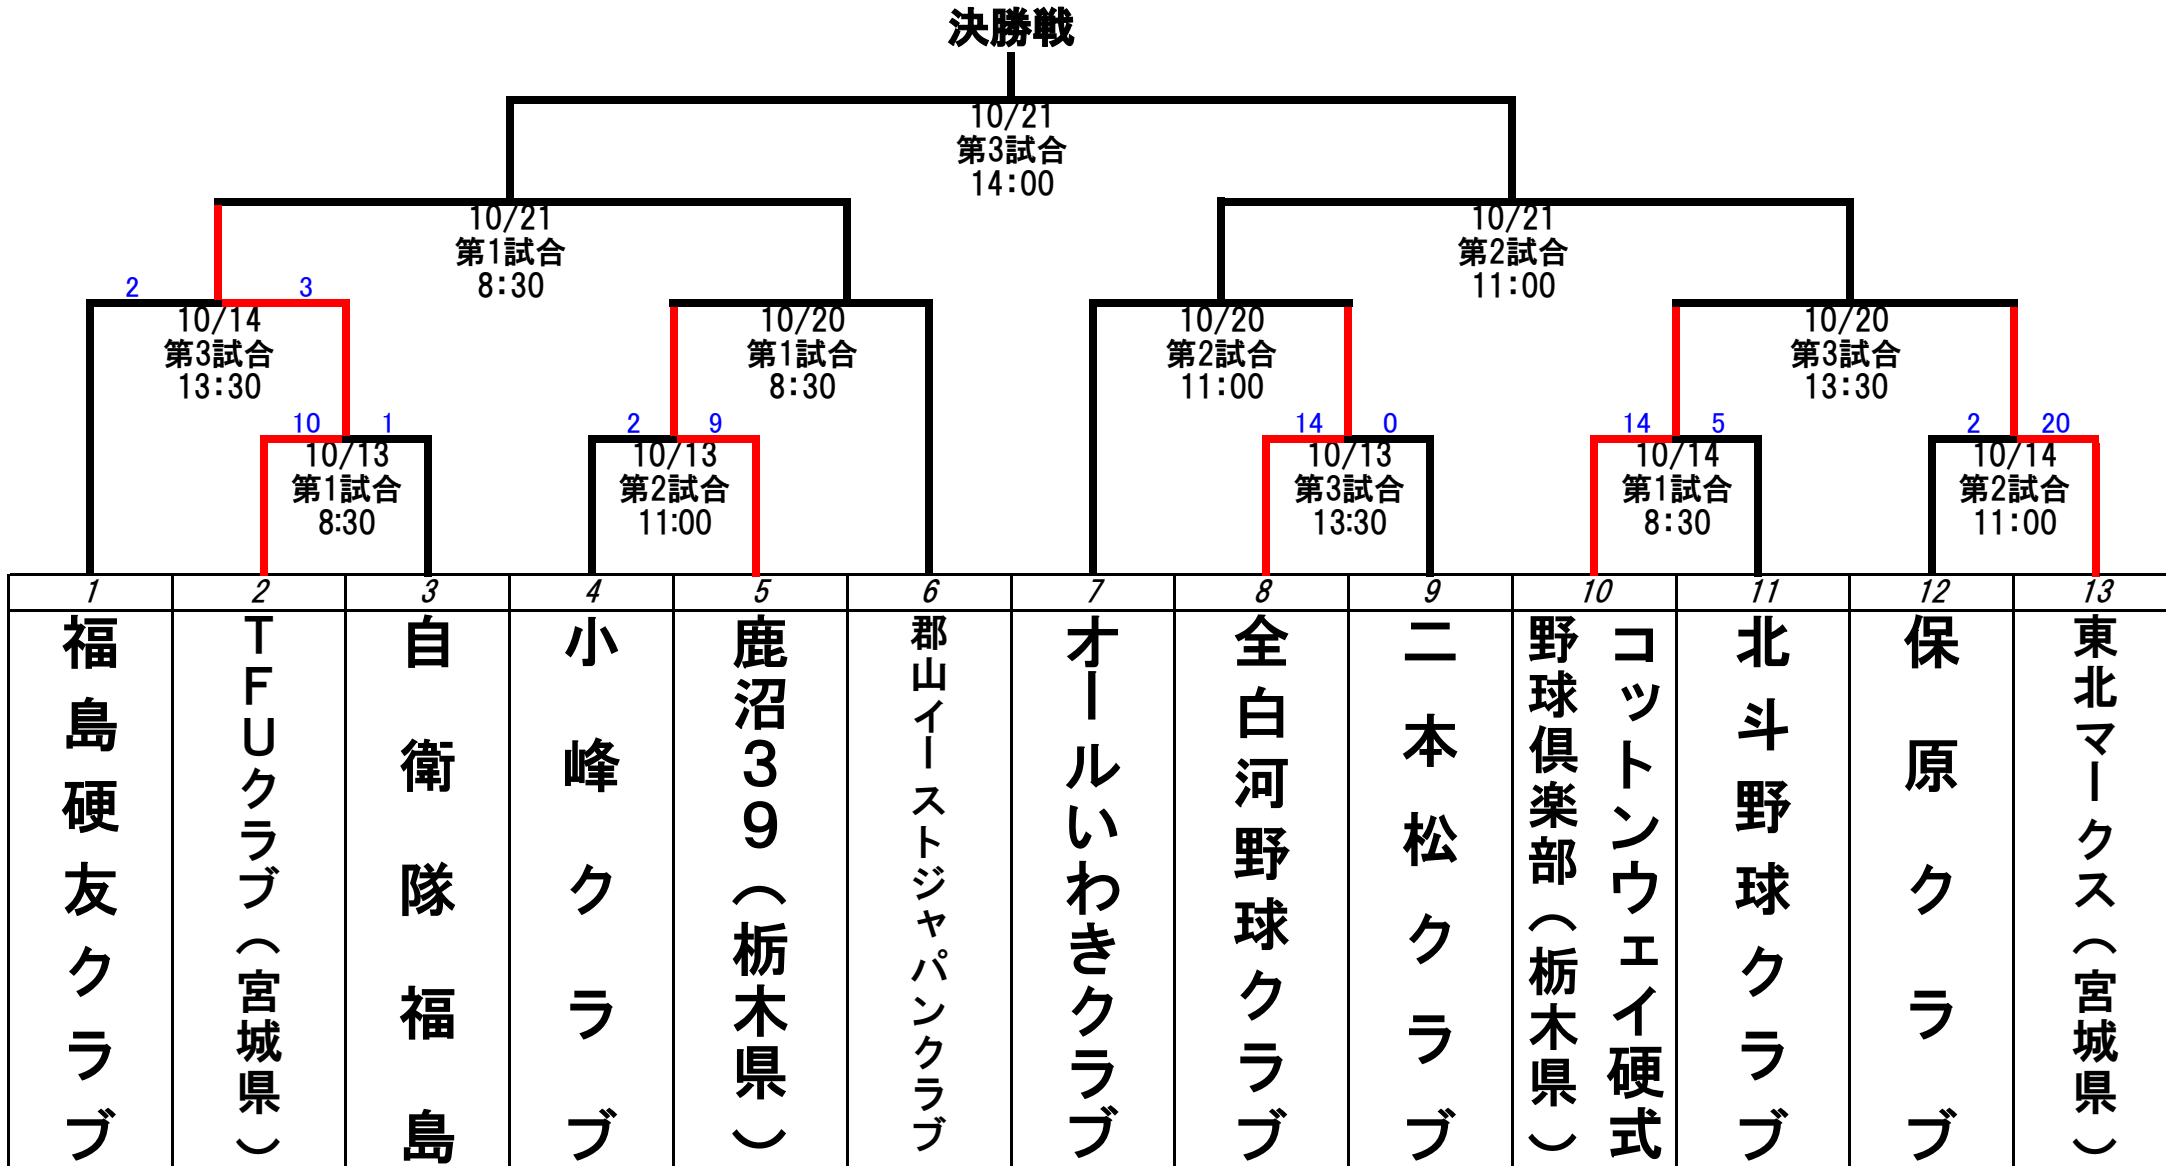 決勝戦
10/21
第3試合
14:00
10/21
第1試合
8:30
10/21
第2試合
11:00
2
3
10/14
第3試合
13:30
10/20
第1試合
8:30
10/20
第2試合
11:00
10/20
第3試合
13:30
10
1
10/13
第1試合
8:30
2
9
10/13
第2試合
11:00
14
0
10/13
第3試合
13:30
14
5
10/14
第1試合
8:30
2
20
10/14
第2試合
11:00
1
2
3
4
5
6
7
8
9
10
11
12
13
福島硬友クラブ
TFUクラブ(宮城県)
自衛隊福島
小峰クラブ
鹿沼39(栃木県)
郡山イーストジャパンクラブ
オールいわきクラブ
全白河野球クラブ
二本松クラブ
コットンウェイ硬式
野球倶楽部(栃木県)
北斗野球クラブ
保原クラブ
東北マークス(宮城県)